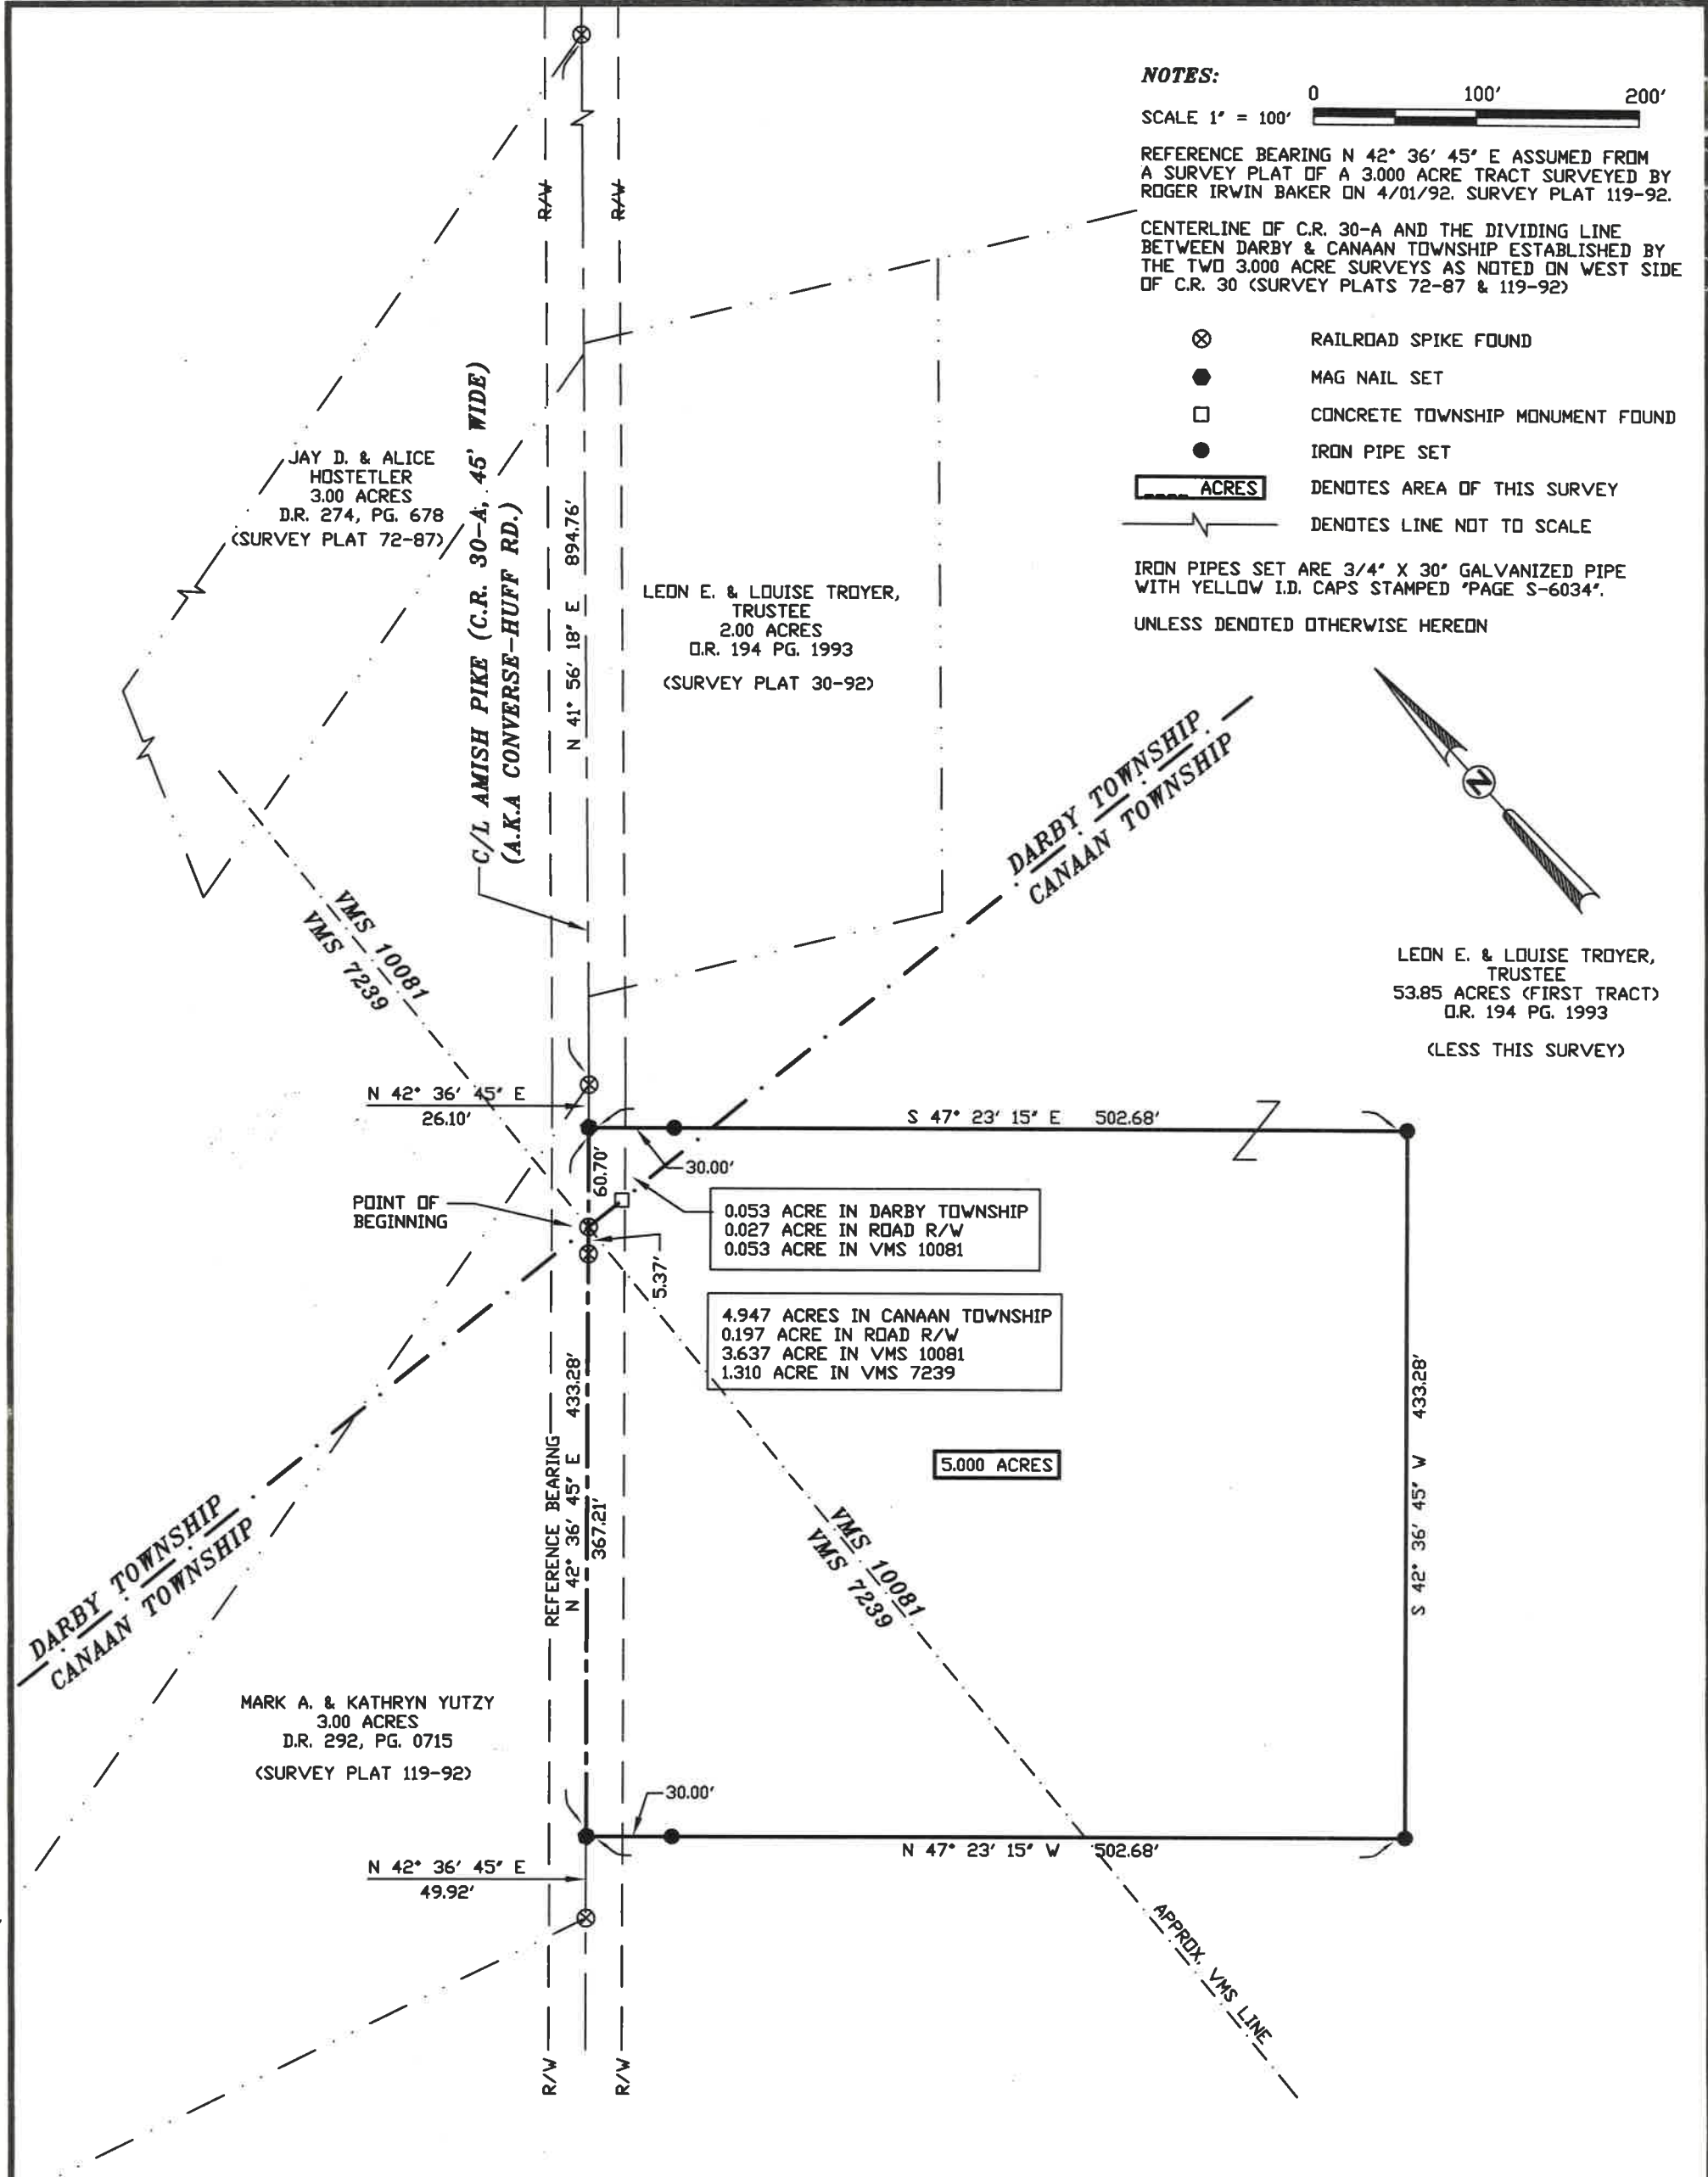 NOTES:
0 100' 200'
SCALE 1" = 100'
REFERENCE BEARING N 42° 36' 45" E ASSUMED FROM
A SURVEY PLAT OF A 3.000 ACRE TRACT SURVEYED BY
ROGER IRWIN BAKER ON 4/01/92. SURVEY PLAT 119-92.
CENTERLINE OF C.R. 30-A AND THE DIVIDING LINE
BETWEEN DARBY & CANAAN TOWNSHIP ESTABLISHED BY
THE TWO 3.000 ACRE SURVEYS AS NOTED ON WEST SIDE
OF C.R. 30 (SURVEY PLATS 72-87 & 119-92)
RAILROAD SPIKE FOUND
MAG NAIL SET
CONCRETE TOWNSHIP MONUMENT FOUND
IRON PIPE SET
____ ACRES DENOTES AREA OF THIS SURVEY
DENOTES LINE NOT TO SCALE
IRON PIPES SET ARE 3/4" X 30" GALVANIZED PIPE
WITH YELLOW I.D. CAPS STAMPED "PAGE S-6034".
UNLESS DENOTED OTHERWISE HEREON
N
R/W
R/W
JAY D. & ALICE
HOSTETLER
3.00 ACRES
D.R. 274, PG. 678
(SURVEY PLAT 72-87)
C/L AMISH PIKE (C.R. 30-A, 45' WIDE)
(A.K.A CONVERSE-HUFF RD.)
N 41° 56' 18" E 894.76'
LEON E. & LOUISE TROYER,
TRUSTEE
2.00 ACRES
O.R. 194 PG. 1993
(SURVEY PLAT 30-92)
DARBY TOWNSHIP
CANAAN TOWNSHIP
VMS 10081
VMS 7239
LEON E. & LOUISE TROYER,
TRUSTEE
53.85 ACRES (FIRST TRACT)
O.R. 194 PG. 1993
(LESS THIS SURVEY)
N 42° 36' 45" E
26.10'
S 47° 23' 15" E 502.68'
30.00'
60.70'
POINT OF
BEGINNING
5.37'
0.053 ACRE IN DARBY TOWNSHIP
0.027 ACRE IN ROAD R/W
0.053 ACRE IN VMS 10081
4.947 ACRES IN CANAAN TOWNSHIP
0.197 ACRE IN ROAD R/W
3.637 ACRE IN VMS 10081
1.310 ACRE IN VMS 7239
5.000 ACRES
REFERENCE BEARING
N 42° 36' 45" E 433.28'
367.21'
S 42° 36' 45" W 433.28'
VMS 10081
VMS 7239
DARBY TOWNSHIP
CANAAN TOWNSHIP
MARK A. & KATHRYN YUTZY
3.00 ACRES
D.R. 292, PG. 0715
(SURVEY PLAT 119-92)
30.00'
N 47° 23' 15" W 502.68'
N 42° 36' 45" E
49.92'
APPROX. VMS LINE
R/W
R/W